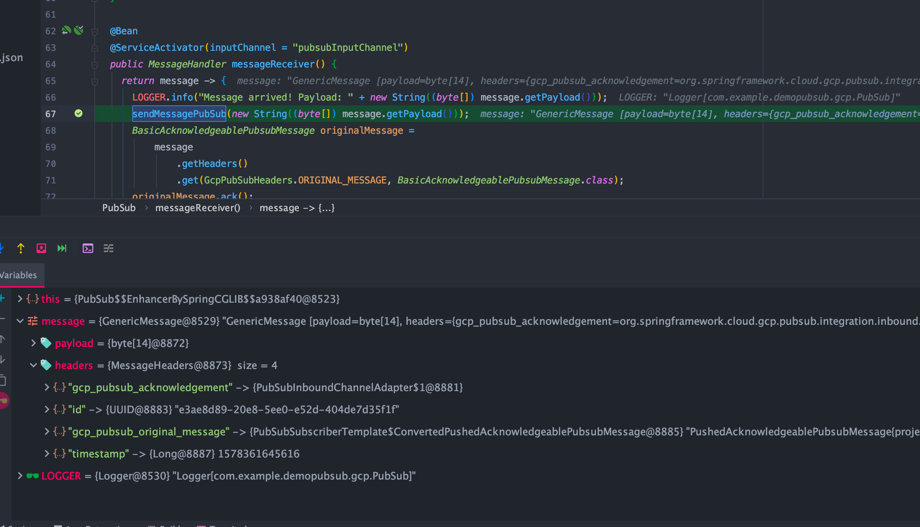 61
62 @Bean
.json
63 @ServiceActivator(inputChannel = "pubsubInputChannel")
64 public MessageHandler messageReceiver() {
65 return message -> { message: "GenericMessage [payload=byte[14], headers={gcp_pubsub_acknowledgement=org.springframework.cloud.gcp.pubsub.integra
66 LOGGER.info("Message arrived! Payload: " + new String((byte[]) message.getPayload())); LOGGER: "Logger[com.example.demopubsub.gcp.PubSub]"
67 sendMessagePubSub(new String((byte[]) message.getPayload())); message: "GenericMessage [payload=byte[14], headers={gcp_pubsub_acknowledgement=
68 BasicAcknowledgeablePubsubMessage originalMessage =
69 message
70 .getHeaders()
71 .get(GcpPubSubHeaders.ORIGINAL_MESSAGE, BasicAcknowledgeablePubsubMessage.class);
72 originalMessage.ack();
PubSub › messageReceiver() › message -> {...}
Variables
{..} this = {PubSub$$EnhancerBySpringCGLIB$$a938af40@8523}
message = {GenericMessage@8529} "GenericMessage [payload=byte[14], headers={gcp_pubsub_acknowledgement=org.springframework.cloud.gcp.pubsub.integration.inbound.
payload = {byte[14]@8872}
headers = {MessageHeaders@8873} size = 4
{..} "gcp_pubsub_acknowledgement" -> {PubSubInboundChannelAdapter$1@8881}
{..} "id" -> {UUID@8883} "e3ae8d89-20e8-5ee0-e52d-404de7d35f1f"
{..} "gcp_pubsub_original_message" -> {PubSubSubscriberTemplate$ConvertedPushedAcknowledgeablePubsubMessage@8885} "PushedAcknowledgeablePubsubMessage{proje
{..} "timestamp" -> {Long@8887} 1578361645616
LOGGER = {Logger@8530} "Logger[com.example.demopubsub.gcp.PubSub]"